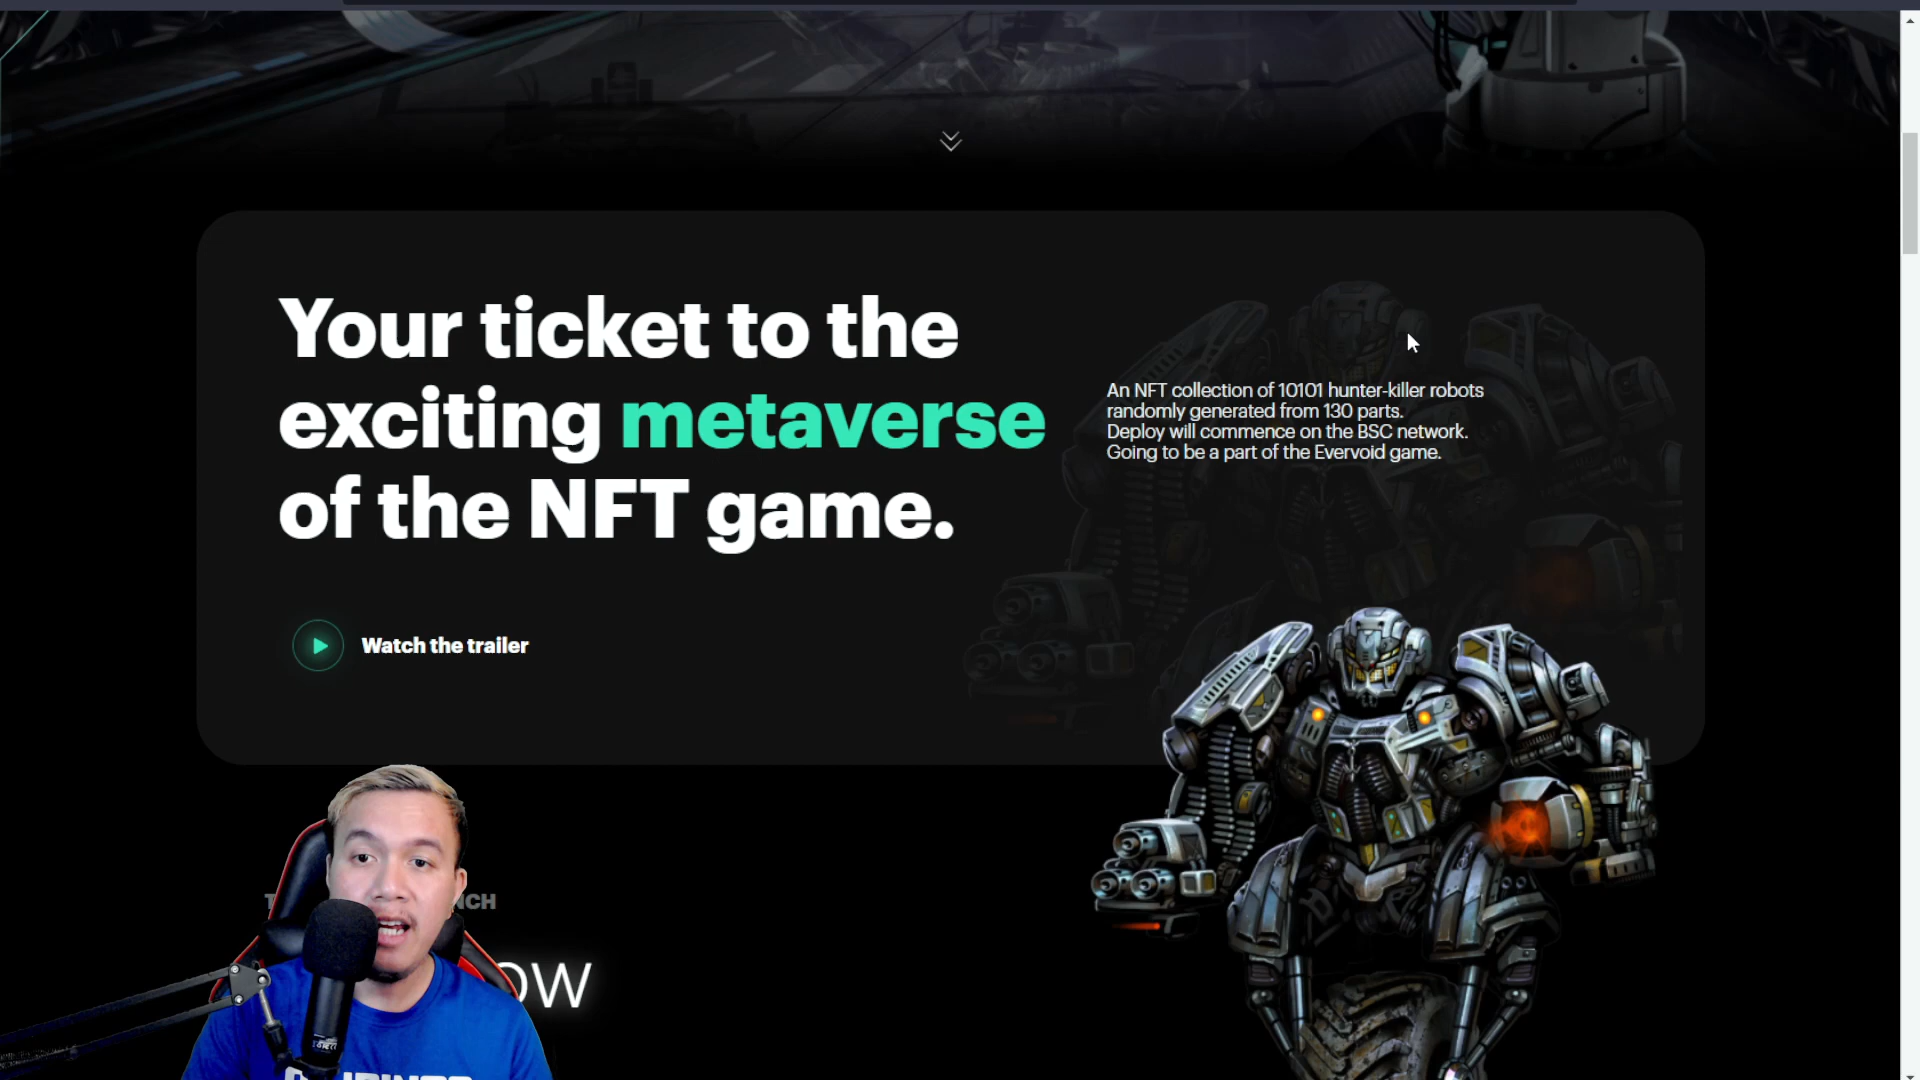 Your ticket to the
exciting metaverse
of the NFT game.
An NFT collection of 10101 hunter-killer robots
randomly generated from 130 parts.
Deploy will commence on the BSC network.
Going to be a part of the Evervoid game.
Watch the trailer